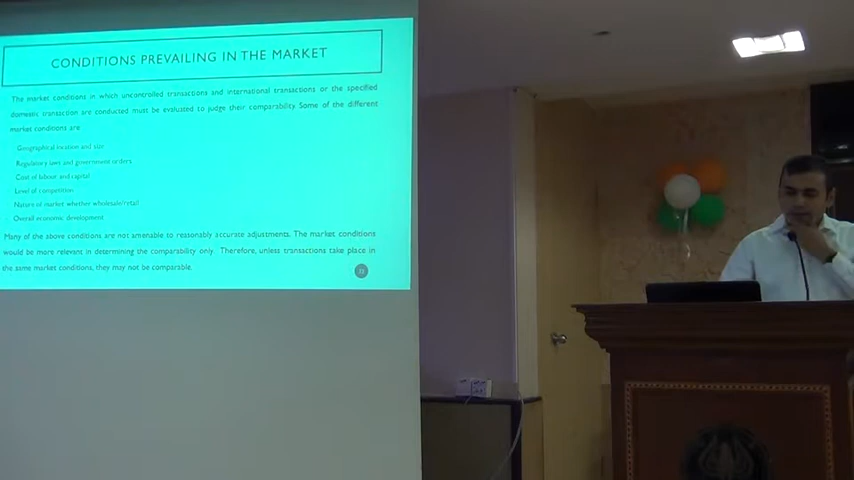 CONDITIONS PREVAILING IN THE MARKET
The market conditions in which uncontrolled transactions and international transactions or the specified
domestic transaction are conducted must be evaluated to judge their comparability. Some of the different
market conditions are
Geographical location and size
Regulatory laws and government orders
Cost of labour and capital
Level of competition
Nature of market whether wholesale/retail
Overall economic development
Many of the above conditions are not amenable to reasonably accurate adjustments. The market conditions
would be more relevant in determining the comparability only. Therefore, unless transactions take place in
the same market conditions, they may not be comparable.